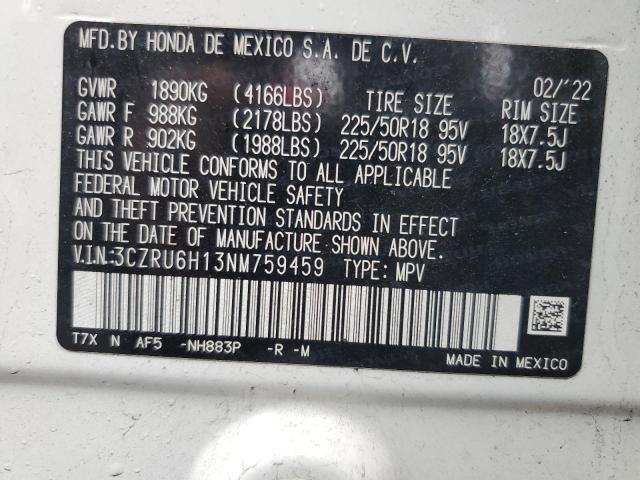 MFD. BY HONDA DE MEXICO S.A. DE C.V.
02/'22
GVWR 1890KG (4166LBS) TIRE SIZE RIM SIZE
GAWR F 988KG (2178LBS) 225/50R18 95V 18X7.5J
GAWR R 902KG (1988LBS) 225/50R18 95V 18X7.5J
THIS VEHICLE CONFORMS TO ALL APPLICABLE
FEDERAL MOTOR VEHICLE SAFETY
AND THEFT PREVENTION STANDARDS IN EFFECT
ON THE DATE OF MANUFACTURE SHOWN ABOVE.
V.I.N.:3CZRU6H13NM759459 TYPE: MPV
T7X N AF5 -NH883P -R -M
MADE IN MEXICO